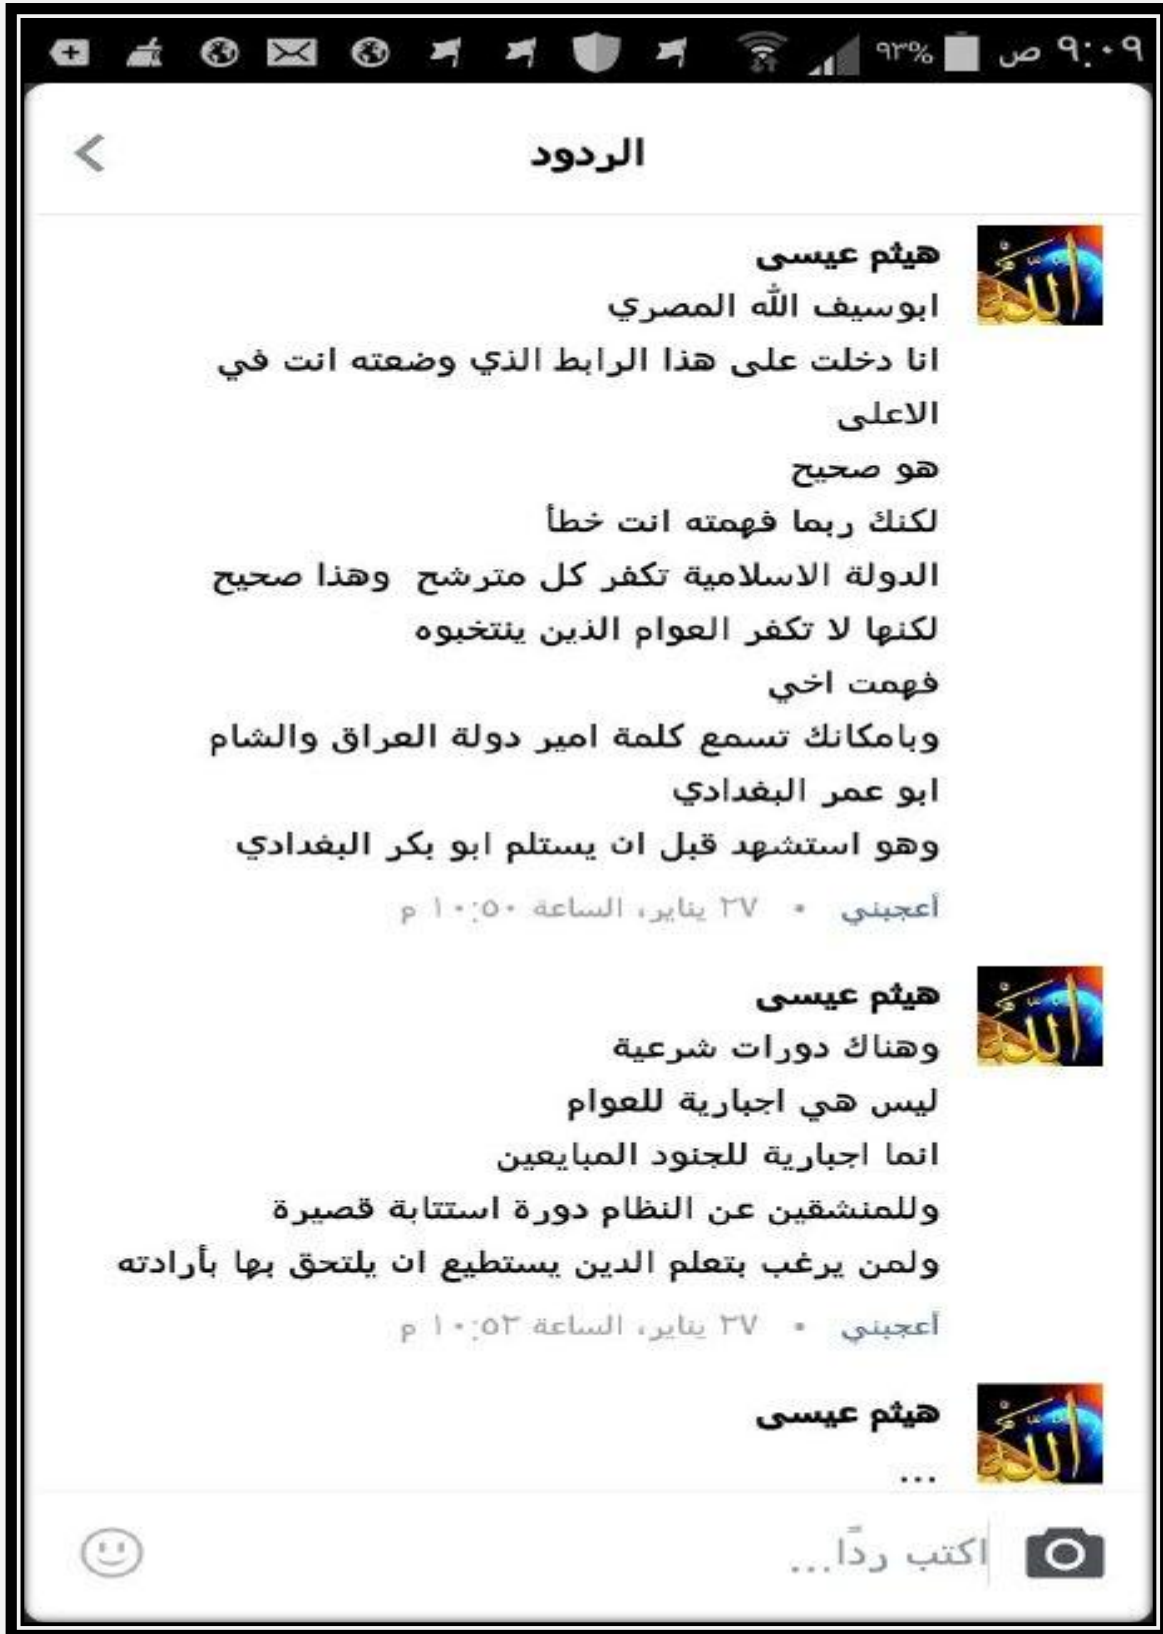 ٩٣% ٩:٠٩ ص
الردود
هيثم عيسى
ابوسيف الله المصري
انا دخلت على هذا الرابط الذي وضعته انت في
الاعلى
هو صحيح
لكنك ربما فهمته انت خطأ
الدولة الاسلامية تكفر كل مترشح وهذا صحيح
لكنها لا تكفر العوام الذين ينتخبوه
فهمت اخي
وبامكانك تسمع كلمة امير دولة العراق والشام
ابو عمر البغدادي
وهو استشهد قبل ان يستلم ابو بكر البغدادي
أعجبني • ٢٧ يناير، الساعة ١٠:٥٠ م
هيثم عيسى
وهناك دورات شرعية
ليس هي اجبارية للعوام
انما اجبارية للجنود المبايعين
وللمنشقين عن النظام دورة استتابة قصيرة
ولمن يرغب بتعلم الدين يستطيع ان يلتحق بها بأرادته
أعجبني • ٢٧ يناير، الساعة ١٠:٥٣ م
هيثم عيسى
...
اكتب ردًا...
الله
الله
الله